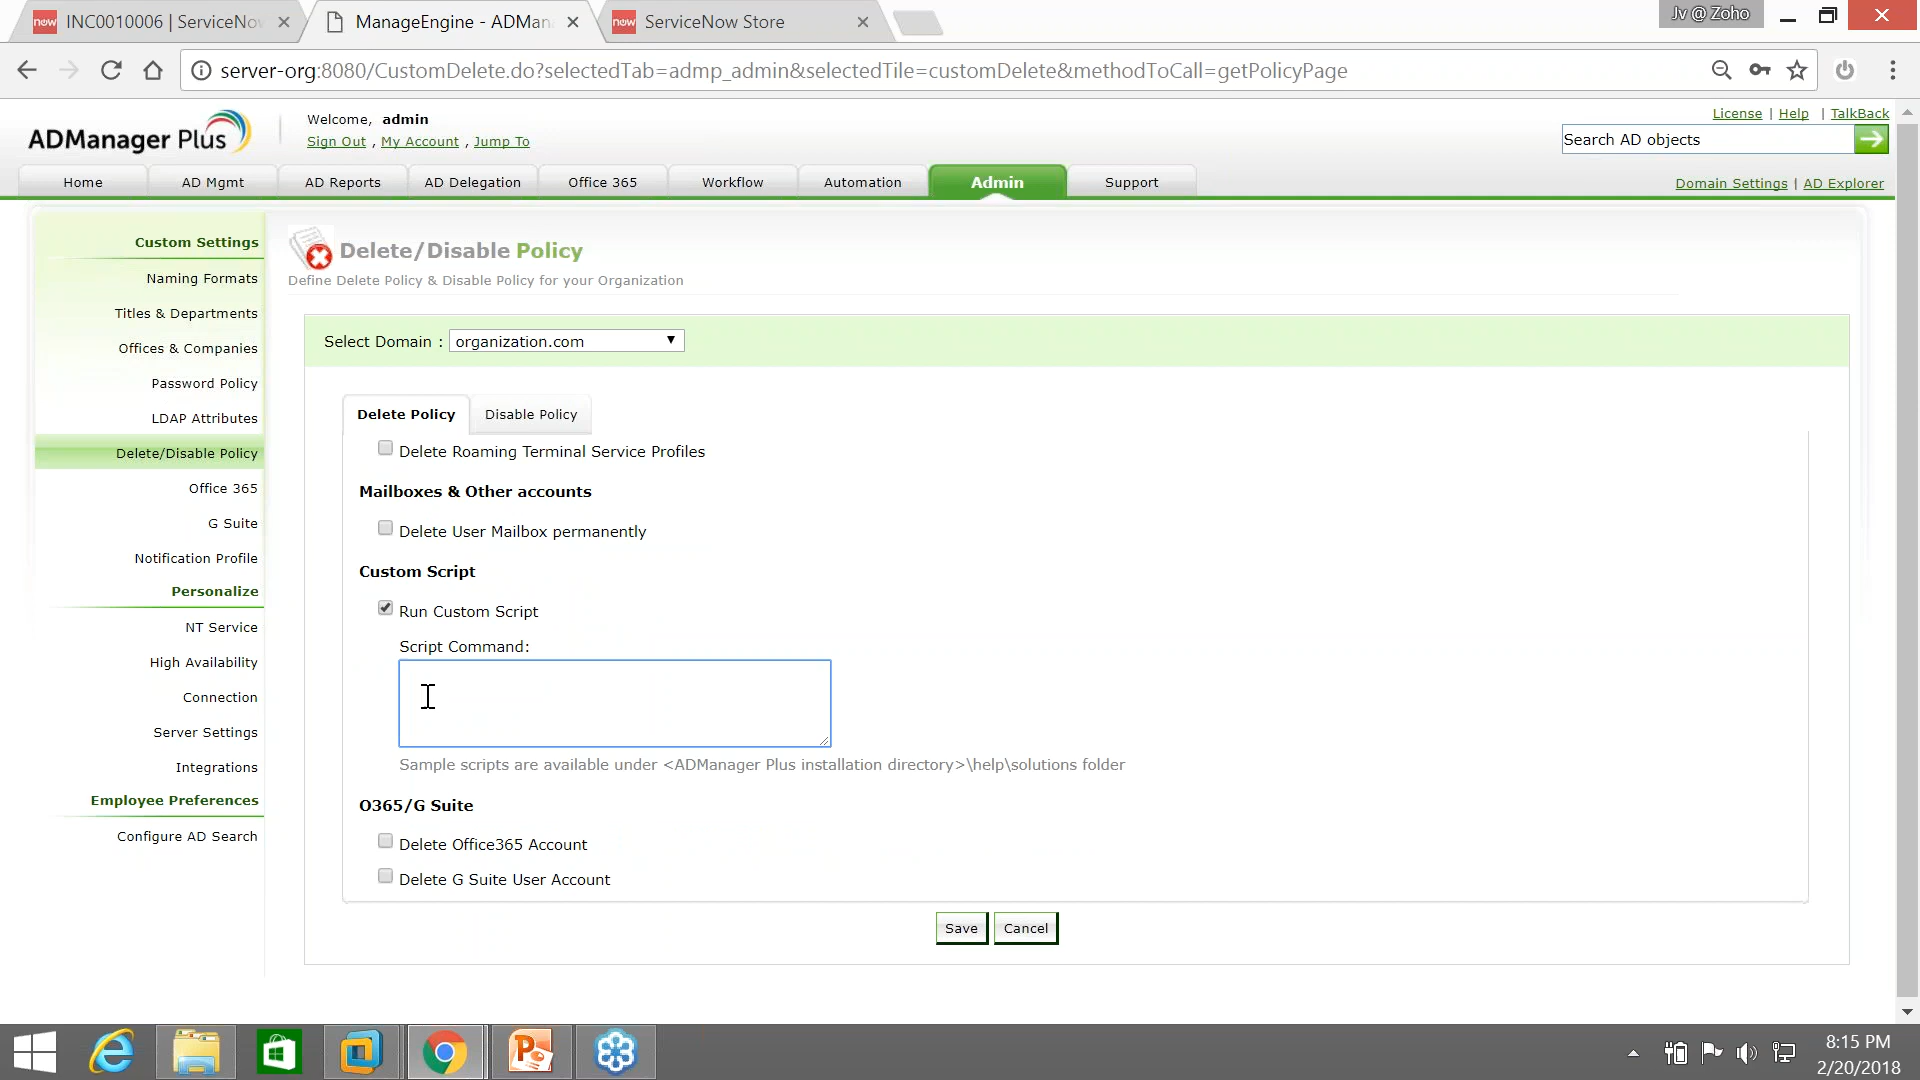 now INC0010006 | ServiceNow
ManageEngine - ADMan
now ServiceNow Store
Jv @ Zoho
server-org:8080/CustomDelete.do?selectedTab=admp_admin&selectedTile=customDelete&methodToCall=getPolicyPage
ADManager Plus
Welcome, admin
Sign Out , My Account , Jump To
License | Help | TalkBack
Search AD objects
Home
AD Mgmt
AD Reports
AD Delegation
Office 365
Workflow
Automation
Admin
Support
Domain Settings | AD Explorer
Custom Settings
Naming Formats
Titles & Departments
Offices & Companies
Password Policy
LDAP Attributes
Delete/Disable Policy
Office 365
G Suite
Notification Profile
Personalize
NT Service
High Availability
Connection
Server Settings
Integrations
Employee Preferences
Configure AD Search
Delete/Disable Policy
Define Delete Policy & Disable Policy for your Organization
Select Domain : organization.com
Delete Policy
Disable Policy
Delete Roaming Terminal Service Profiles
Mailboxes & Other accounts
Delete User Mailbox permanently
Custom Script
Run Custom Script
Script Command:
Sample scripts are available under <ADManager Plus installation directory>\help\solutions folder
O365/G Suite
Delete Office365 Account
Delete G Suite User Account
Save
Cancel
8:15 PM
2/20/2018